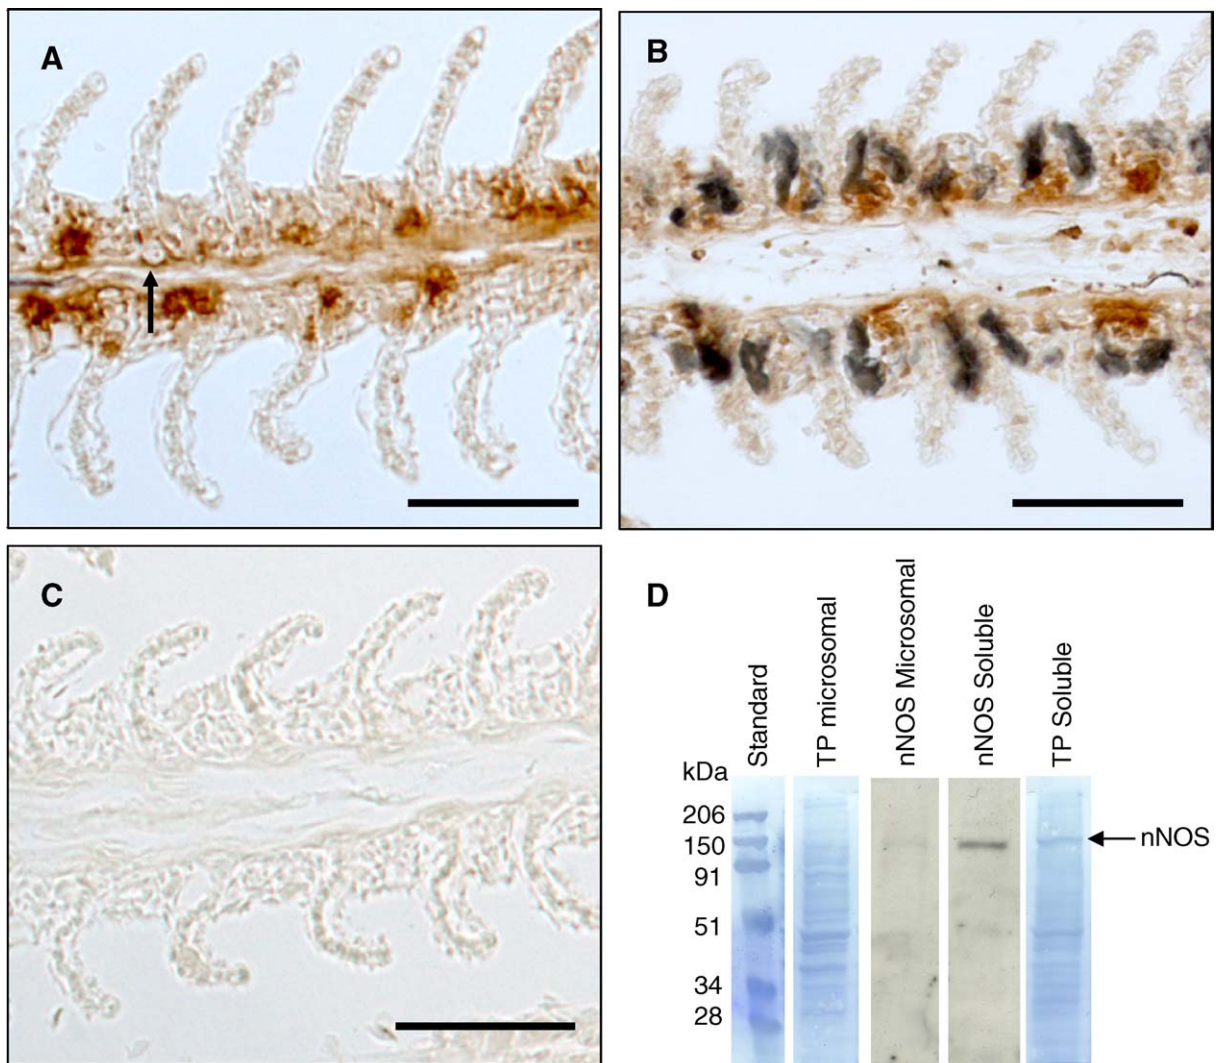 A
B
C
D
Standard
TP microsomal
nNOS Microsomal
nNOS Soluble
TP Soluble
kDa
206
150
91
51
34
28
nNOS